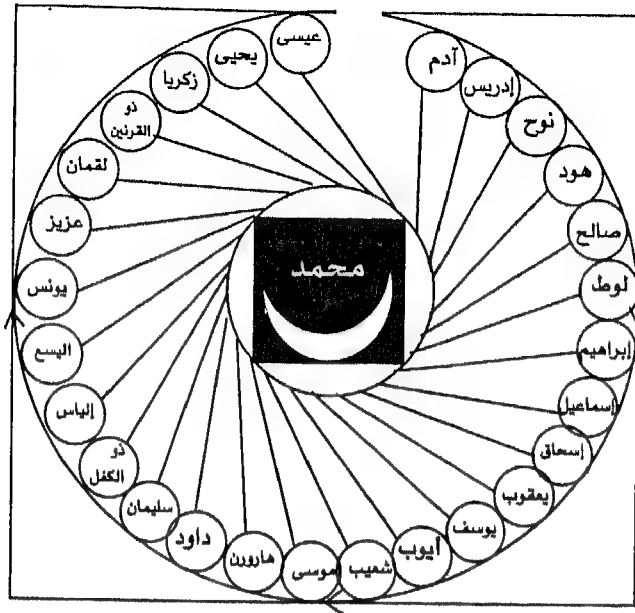 آدم
إدريس
نوح
هود
صالح
لوط
إبراهيم
إسماعيل
إسحاق
يعقوب
يوسف
أيوب
شعيب
موسى
هارورن
داود
سليمان
ذو
الكفل
إلياس
اليسع
يونس
عزيز
لقمان
ذو
القرنين
زكريا
يحيى
عيسى
محمد